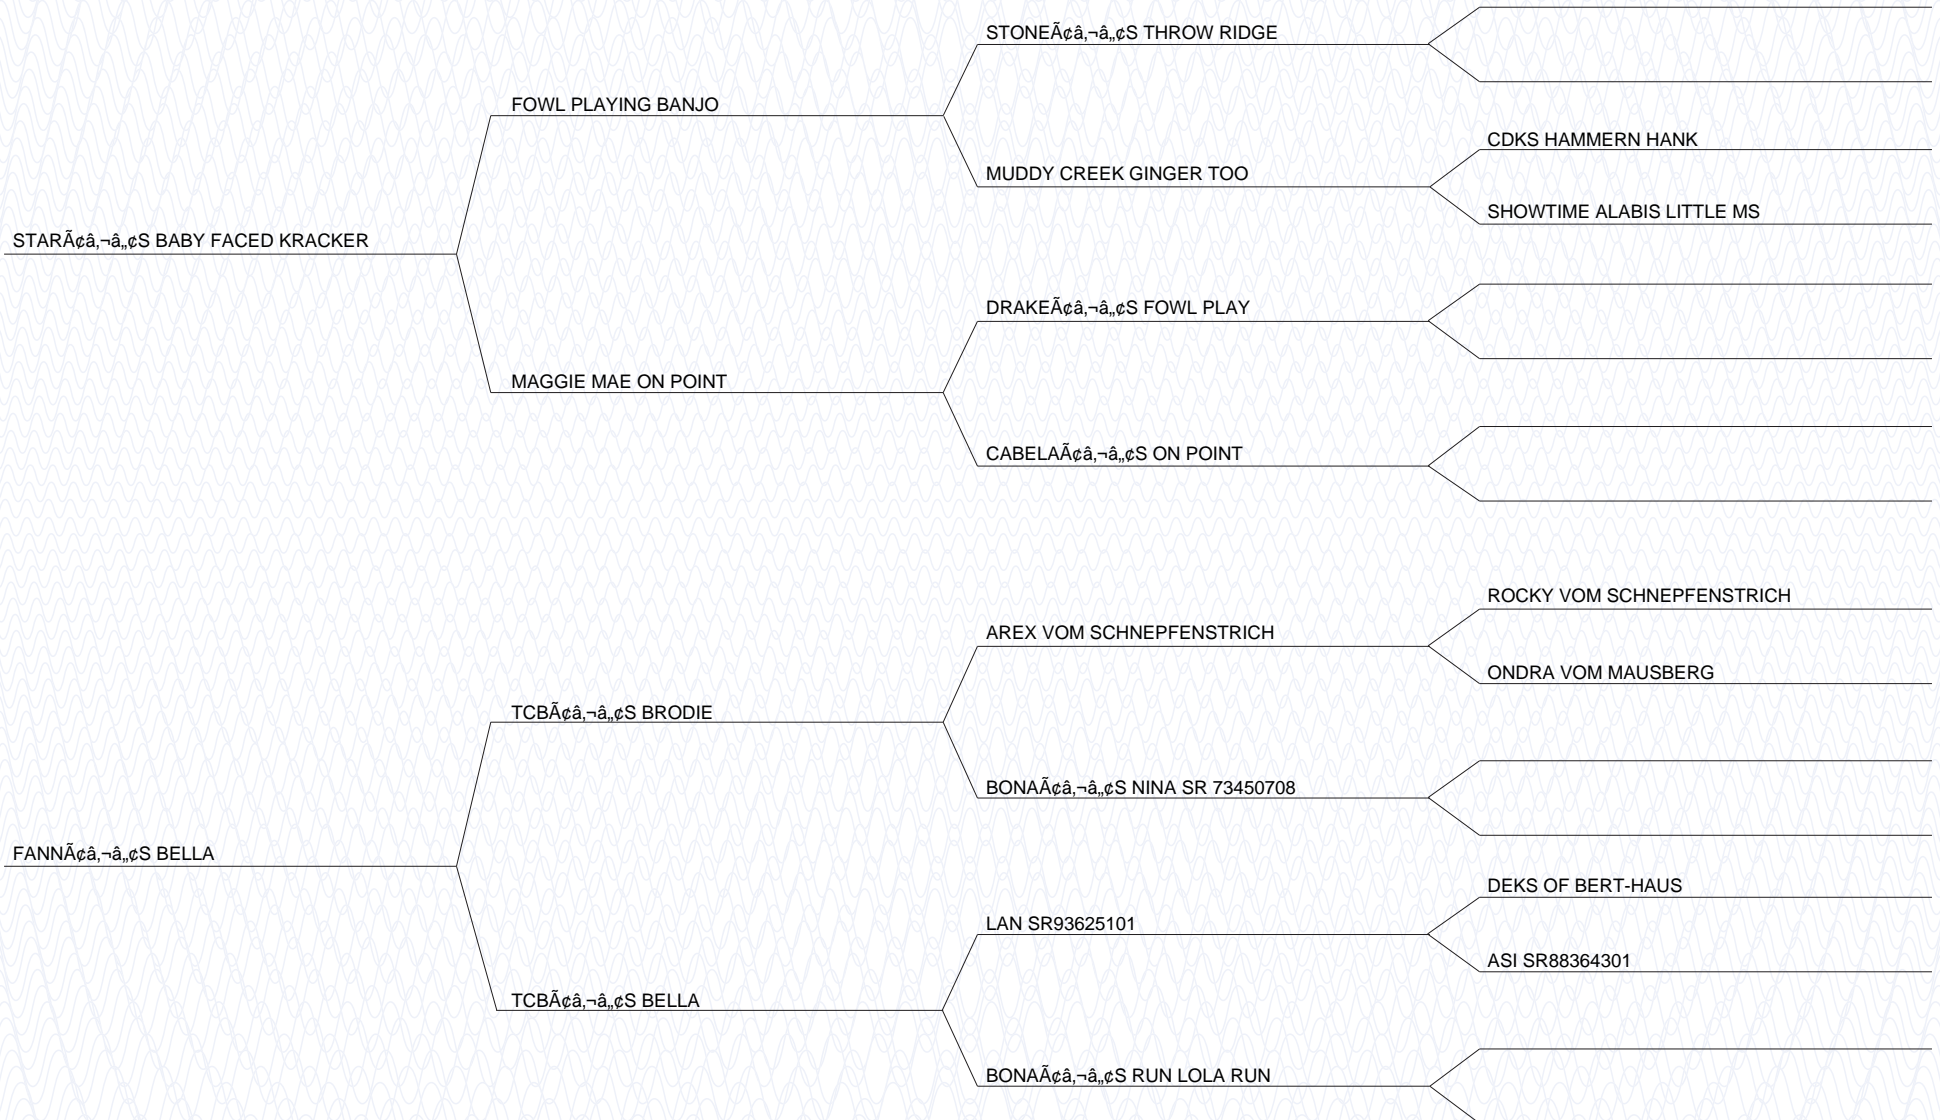 STONEÃ¢â‚¬â„¢S THROW RIDGE
FOWL PLAYING BANJO
CDKS HAMMERN HANK
MUDDY CREEK GINGER TOO
SHOWTIME ALABIS LITTLE MS
STARÃ¢â‚¬â„¢S BABY FACED KRACKER
DRAKEÃ¢â‚¬â„¢S FOWL PLAY
MAGGIE MAE ON POINT
CABELAÃ¢â‚¬â„¢S ON POINT
ROCKY VOM SCHNEPFENSTRICH
AREX VOM SCHNEPFENSTRICH
ONDRA VOM MAUSBERG
TCBÃ¢â‚¬â„¢S BRODIE
BONAÃ¢â‚¬â„¢S NINA SR 73450708
FANNÃ¢â‚¬â„¢S BELLA
DEKS OF BERT-HAUS
LAN SR93625101
ASI SR88364301
TCBÃ¢â‚¬â„¢S BELLA
BONAÃ¢â‚¬â„¢S RUN LOLA RUN